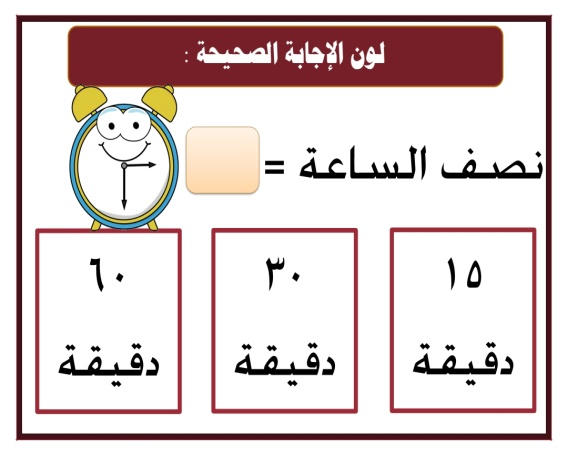 لون الإجابة الصحيحة :
نصف الساعة =
١٥
دقيقة
٣٠
دقيقة
٦٠
دقيقة